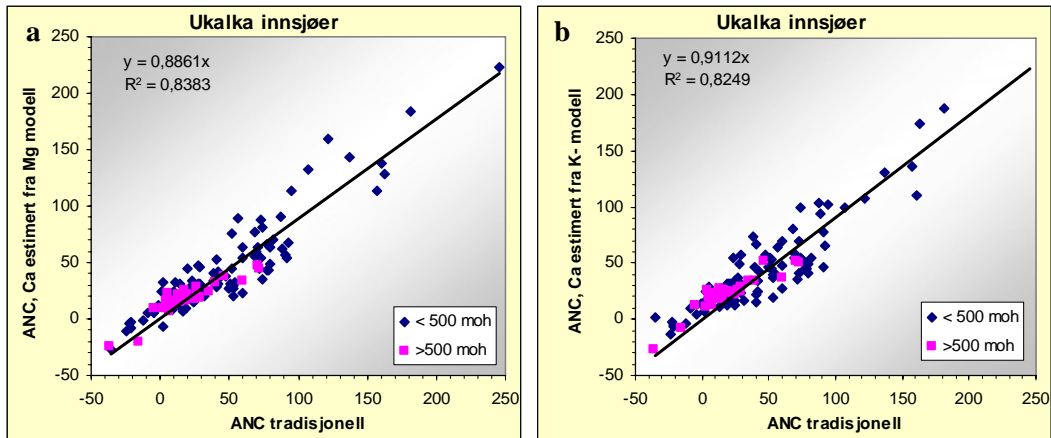 Ukalka innsjøer
a
y = 0,8861x
R² = 0,8383
ANC, Ca estimert fra Mg modell
250
200
150
100
50
0
-50
-50 0 50 100 150 200 250
ANC tradisjonell
< 500 moh
>500 moh
Ukalka innsjøer
b
y = 0,9112x
R² = 0,8249
ANC, Ca estimert fra K- modell
250
200
150
100
50
0
-50
-50 0 50 100 150 200 250
ANC tradisjonell
< 500 moh
>500 moh